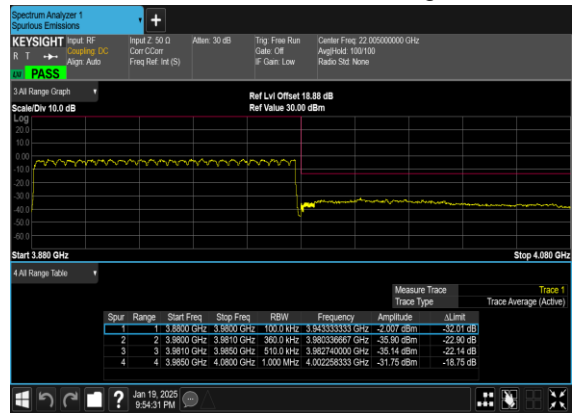 Spectrum Analyzer 1
Spurious Emissions
+
KEYSIGHT Input: RF Input Z: 50 Ω Atten: 30 dB Trig: Free Run Center Freq: 22.005000000 GHz
R T Coupling: DC Corr CCorr Gate: Off Avg|Hold: 100/100
Align: Auto Freq Ref: Int (S) IF Gain: Low Radio Std: None
LW PASS
3 All Range Graph
Ref Lvl Offset 18.88 dB
Scale/Div 10.0 dB Ref Value 30.00 dBm
Log
20.0
10.0
0.00
-10.0
-20.0
-30.0
-40.0
-50.0
-60.0
Start 3.880 GHz Stop 4.080 GHz
4 All Range Table
Measure Trace Trace 1
Trace Type Trace Average (Active)
Spur Range Start Freq Stop Freq RBW Frequency Amplitude ΔLimit
1 1 3.8800 GHz 3.9800 GHz 100.0 kHz 3.943333333 GHz -2.007 dBm -32.01 dB
2 2 3.9800 GHz 3.9810 GHz 360.0 kHz 3.980336667 GHz -35.90 dBm -22.90 dB
3 3 3.9810 GHz 3.9850 GHz 510.0 kHz 3.982740000 GHz -35.14 dBm -22.14 dB
4 4 3.9850 GHz 4.0800 GHz 1.000 MHz 4.002258333 GHz -31.75 dBm -18.75 dB
? Jan 19, 2025
9:54:31 PM